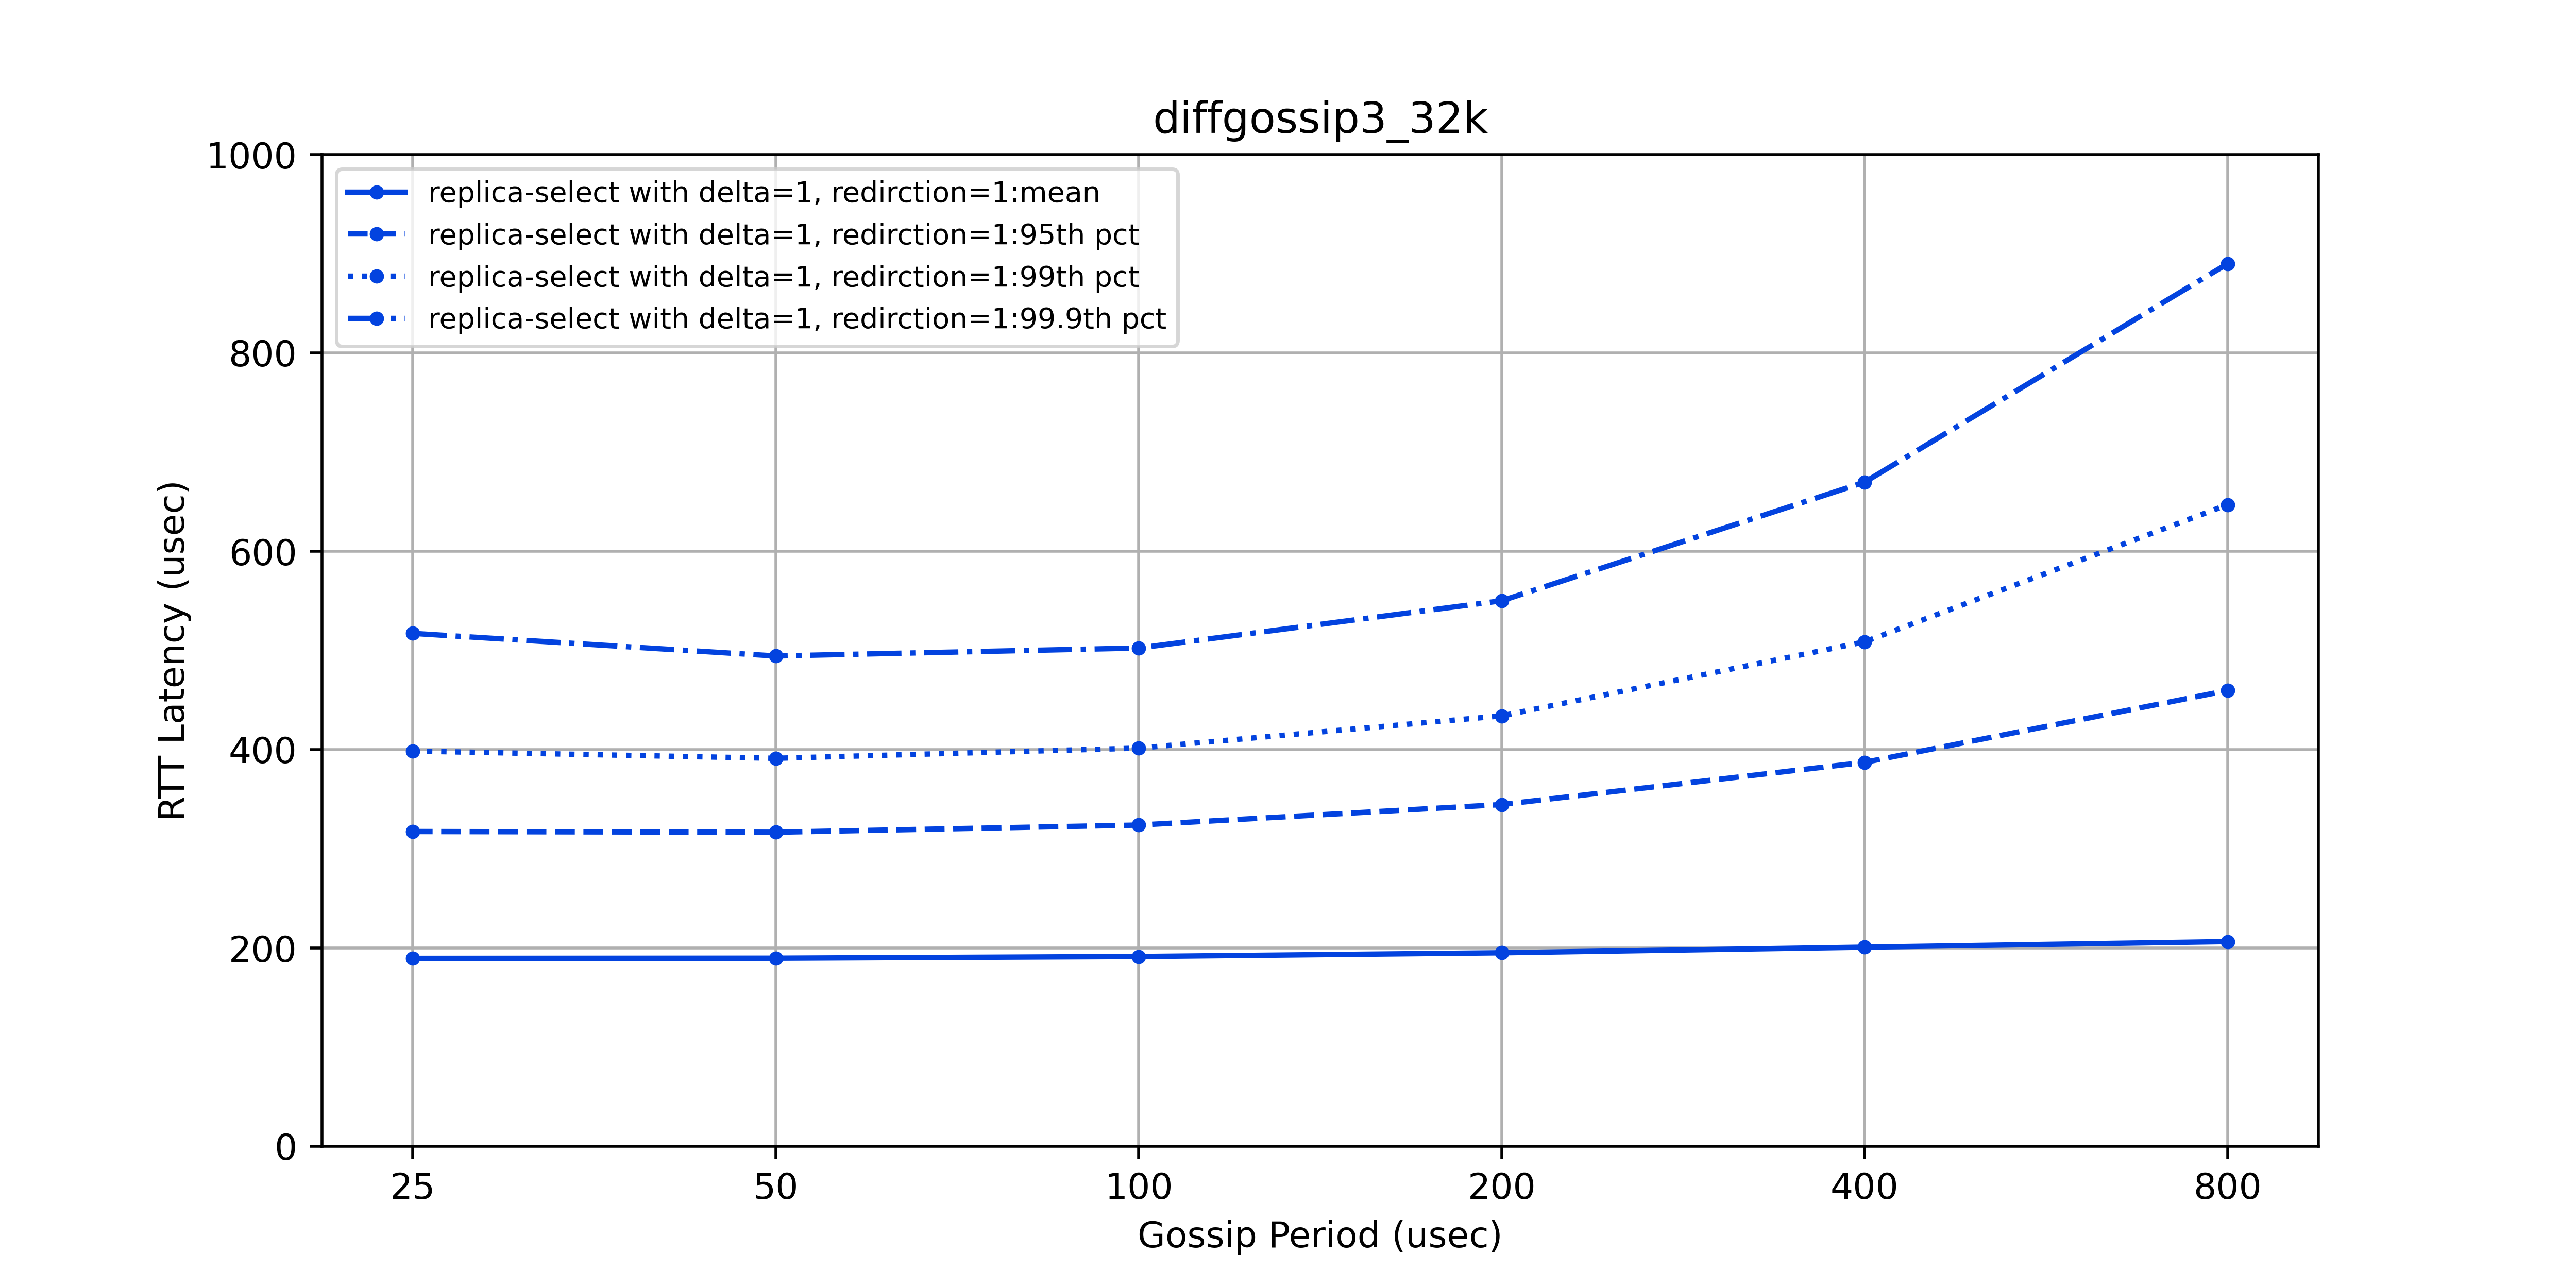 diffgossip3_32k
1000
800
600
400
200
0
RTT Latency (usec)
replica-select with delta=1, redirction=1:mean
replica-select with delta=1, redirction=1:95th pct
replica-select with delta=1, redirction=1:99th pct
replica-select with delta=1, redirction=1:99.9th pct
25 50 100 200 400 800
Gossip Period (usec)